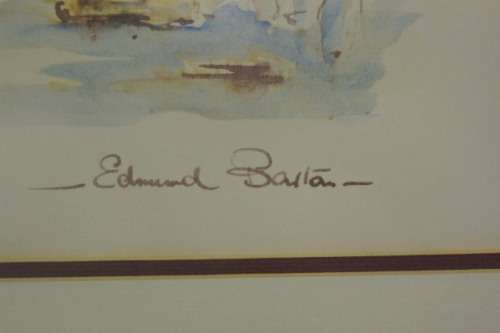 — Edmund Barton —